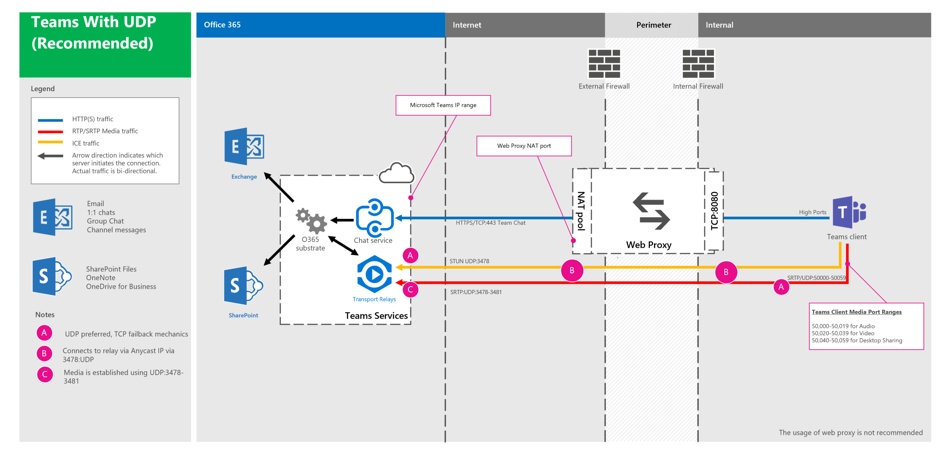 Teams With UDP
(Recommended)
Legend
HTTP(S) traffic
RTP/SRTP Media traffic
ICE traffic
Arrow direction indicates which
server initiates the connection.
Actual traffic is bi-directional.
Email
1:1 chats
Group Chat
Channel messages
SharePoint Files
OneNote
OneDrive for Business
Notes
A UDP preferred, TCP failback mechanics
B Connects to relay via Anycast IP via
3478:UDP
C Media is established using UDP:3478-
3481
Office 365
Internet
Perimeter
Internal
External Firewall
Internal Firewall
Microsoft Teams IP range
Web Proxy NAT port
Exchange
O365
substrate
Chat service
HTTPS/TCP:443 Team Chat
NAT pool
Web Proxy
TCP:8080
High Ports
Teams client
A
STUN UDP:3478
B
B
Transport Relays
C
SRTP:UDP:3478-3481
SRTP/UDP:50000-50059
A
SharePoint
Teams Services
Teams Client Media Port Ranges
50,000-50,019 for Audio
50,020-50,039 for Video
50,040-50,059 for Desktop Sharing
The usage of web proxy is not recommended